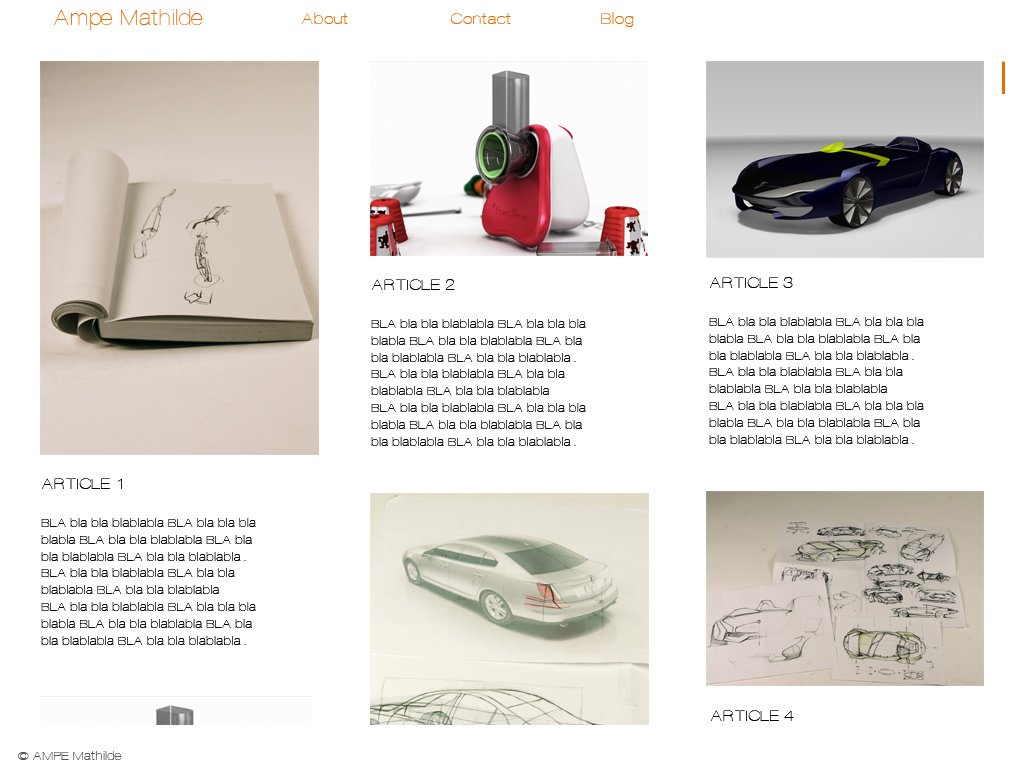 Ampe Mathilde
About
Contact
Blog
ARTICLE 1
BLA bla bla blablabla BLA bla bla bla
blabla BLA bla bla blablabla BLA bla
bla blablabla BLA bla bla blablabla .
BLA bla bla blablabla BLA bla bla
blablabla BLA bla bla blablabla
BLA bla bla blablabla BLA bla bla bla
blabla BLA bla bla blablabla BLA bla
bla blablabla BLA bla bla blablabla .
ARTICLE 2
BLA bla bla blablabla BLA bla bla bla
blabla BLA bla bla blablabla BLA bla
bla blablabla BLA bla bla blablabla .
BLA bla bla blablabla BLA bla bla
blablabla BLA bla bla blablabla
BLA bla bla blablabla BLA bla bla bla
blabla BLA bla bla blablabla BLA bla
bla blablabla BLA bla bla blablabla .
ARTICLE 3
BLA bla bla blablabla BLA bla bla bla
blabla BLA bla bla blablabla BLA bla
bla blablabla BLA bla bla blablabla .
BLA bla bla blablabla BLA bla bla
blablabla BLA bla bla blablabla
BLA bla bla blablabla BLA bla bla bla
blabla BLA bla bla blablabla BLA bla
bla blablabla BLA bla bla blablabla .
ARTICLE 4
© AMPE Mathilde